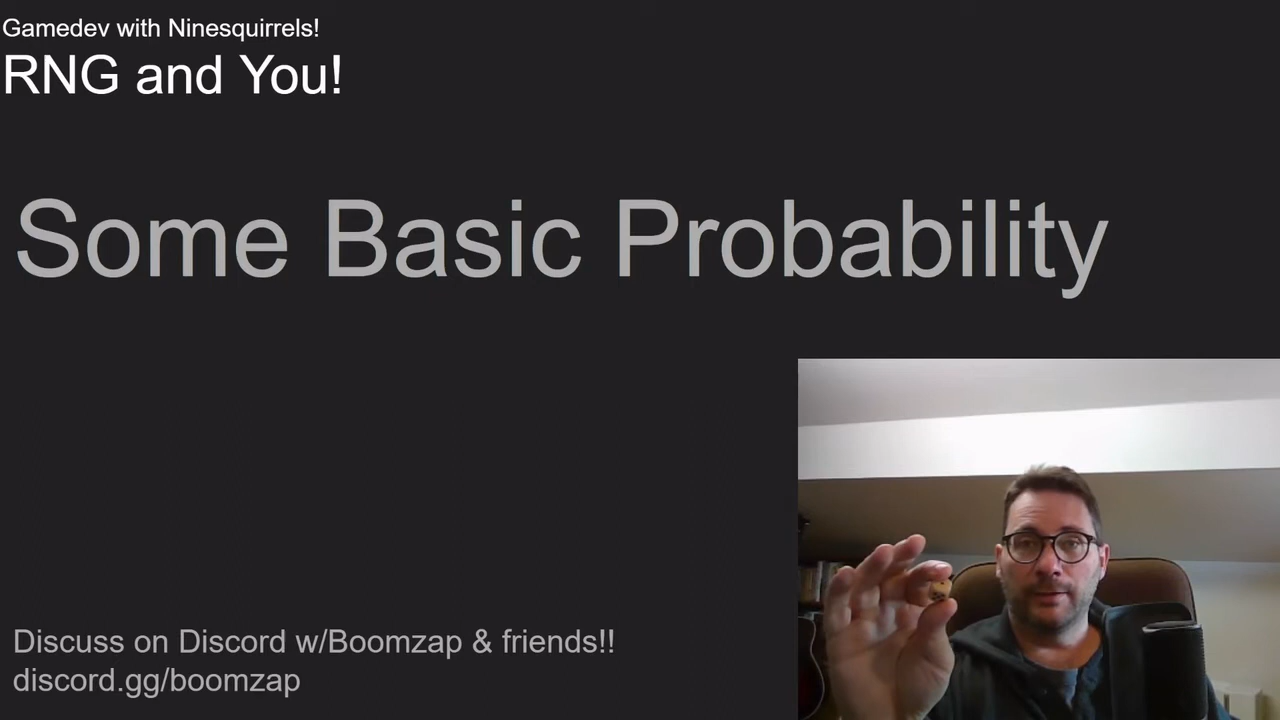 Gamedev with Ninesquirrels!
RNG and You!
Some Basic Probability
Discuss on Discord w/Boomzap & friends!!
discord.gg/boomzap